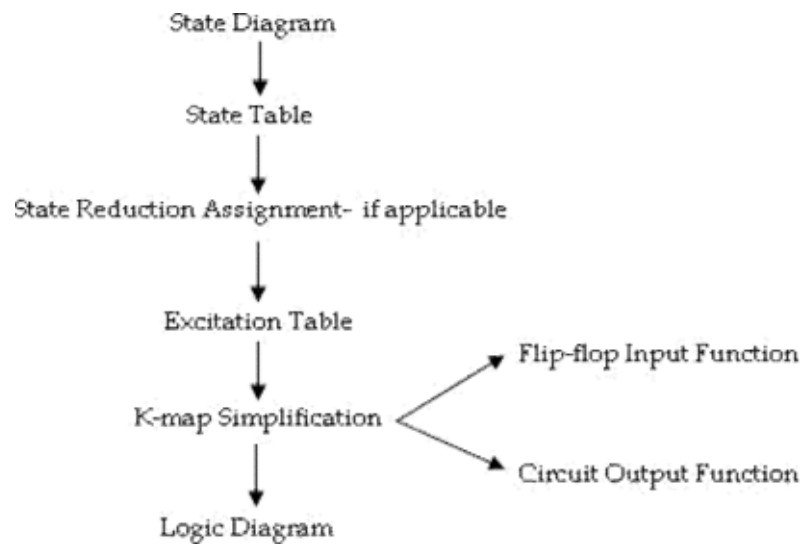 State Diagram
State Table
State Reduction Assignment- if applicable
Excitation Table
Flip-flop Input Function
K-map Simplification
Circuit Output Function
Logic Diagram